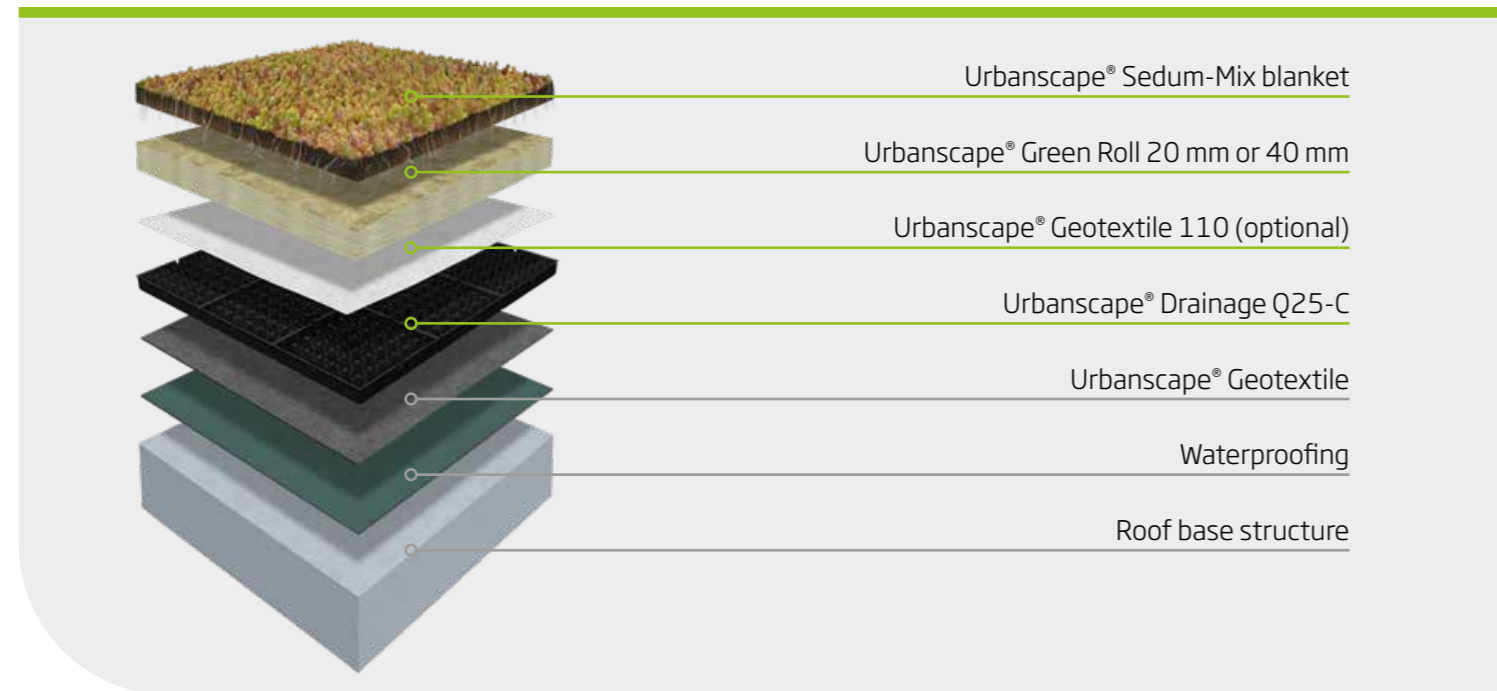 Urbanscape® Sedum-Mix blanket
Urbanscape® Green Roll 20 mm or 40 mm
Urbanscape® Geotextile 110 (optional)
Urbanscape® Drainage Q25-C
Urbanscape® Geotextile
Waterproofing
Roof base structure